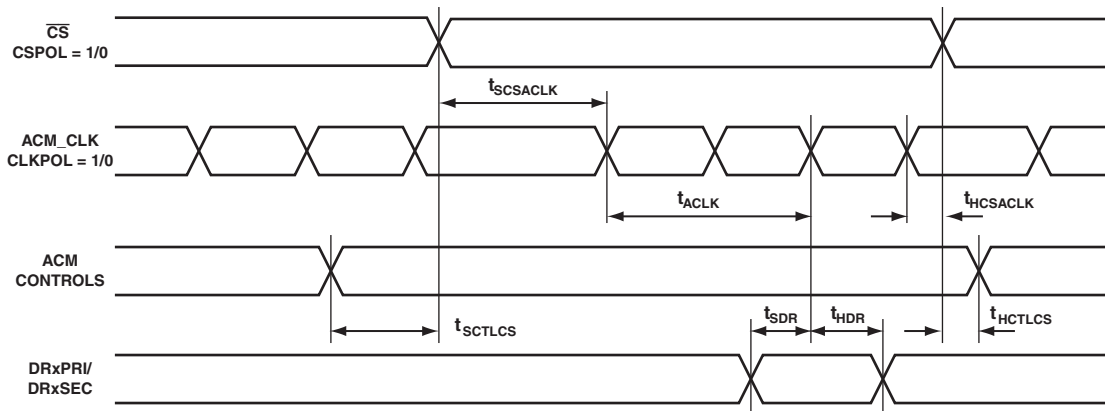 CS
CSPOL = 1/0
tSCSACLK
ACM_CLK
CLKPOL = 1/0
tACLK
tHCSACLK
ACM
CONTROLS
tSCTLCS
tSDR
tHDR
tHCTLCS
DRxPRI/
DRxSEC